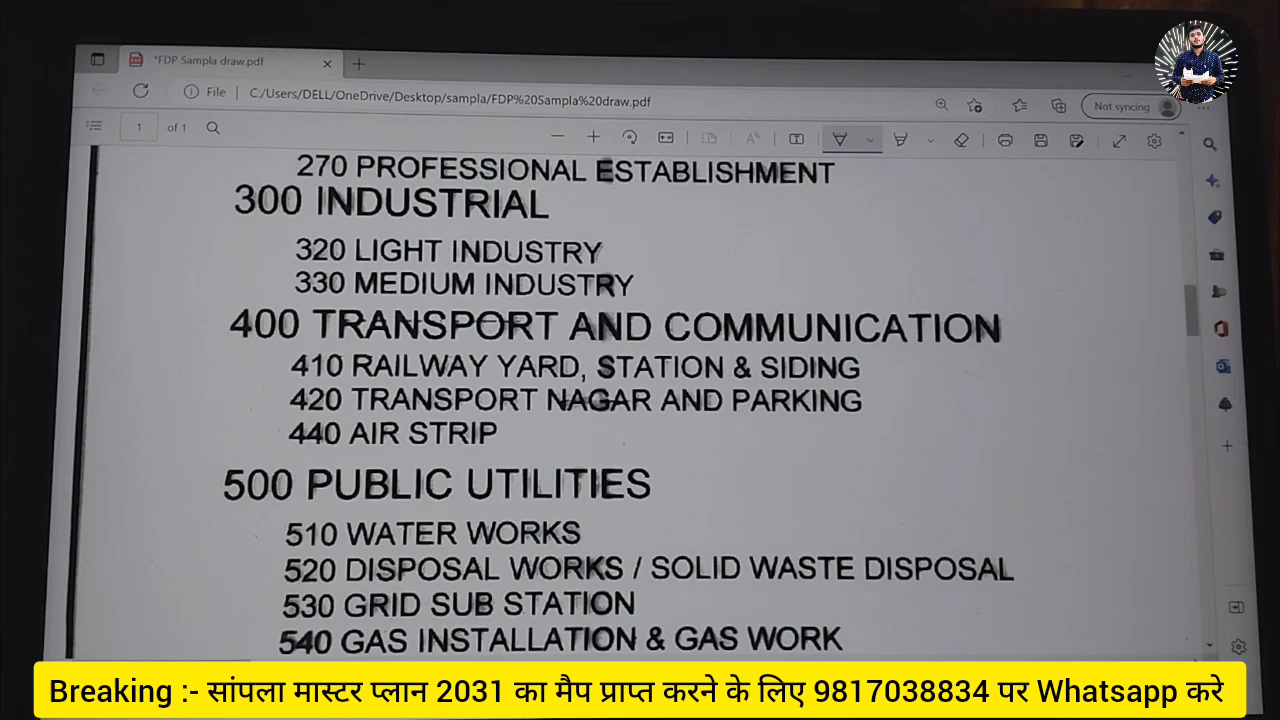 *FDP Sampla draw.pdf
File
C:/Users/DELL/OneDrive/Desktop/sampla/FDP%20Sampla%20draw.pdf
Not syncing
1 of 1
270 PROFESSIONAL ESTABLISHMENT
300 INDUSTRIAL
320 LIGHT INDUSTRY
330 MEDIUM INDUSTRY
400 TRANSPORT AND COMMUNICATION
410 RAILWAY YARD, STATION & SIDING
420 TRANSPORT NAGAR AND PARKING
440 AIR STRIP
500 PUBLIC UTILITIES
510 WATER WORKS
520 DISPOSAL WORKS / SOLID WASTE DISPOSAL
530 GRID SUB STATION
540 GAS INSTALLATION & GAS WORK
Breaking :- सांपला मास्टर प्लान 2031 का मैप प्राप्त करने के लिए 9817038834 पर Whatsapp करे